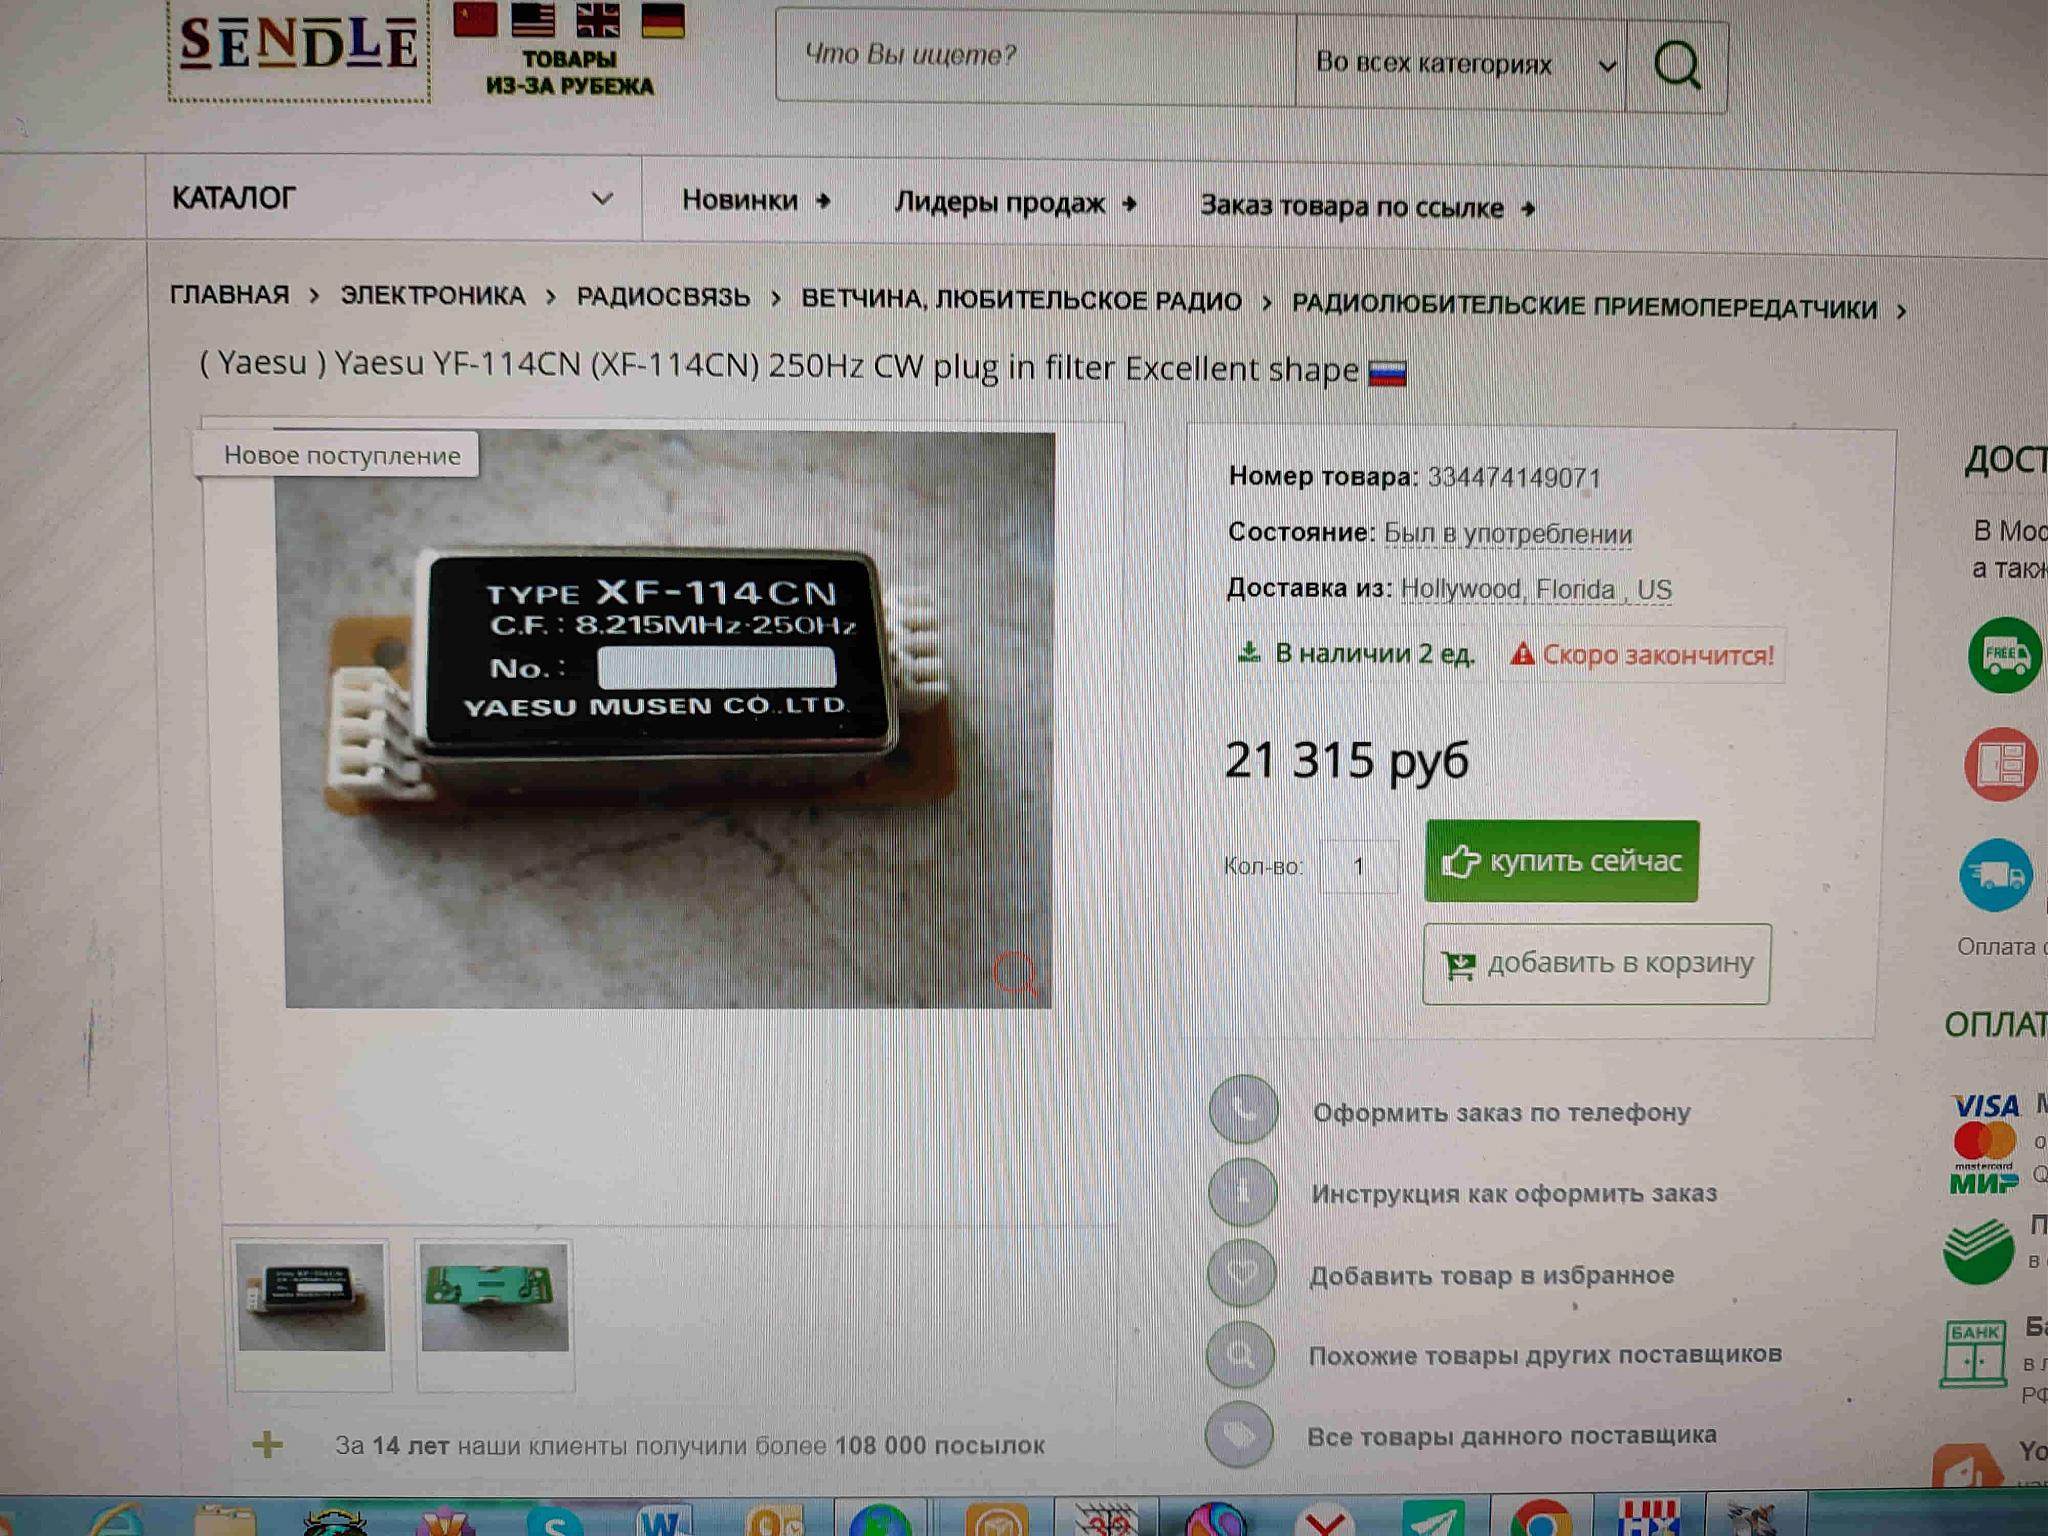 SENDLE
ТОВАРЫ
ИЗ-ЗА РУБЕЖА
Что Вы ищете?
Во всех категориях
КАТАЛОГ
Новинки
Лидеры продаж
Заказ товара по ссылке
ГЛАВНАЯ > ЭЛЕКТРОНИКА > РАДИОСВЯЗЬ > ВЕТЧИНА, ЛЮБИТЕЛЬСКОЕ РАДИО > РАДИОЛЮБИТЕЛЬСКИЕ ПРИЕМОПЕРЕДАТЧИКИ >
( Yaesu ) Yaesu YF-114CN (XF-114CN) 250Hz CW plug in filter Excellent shape
Новое поступление
TYPE XF-114CN
C.F. : 8.215MHz·250Hz
No. :
YAESU MUSEN CO.,LTD.
Номер товара: 334474149071
Состояние: Был в употреблении
Доставка из: Hollywood, Florida , US
В наличии 2 ед.
Скоро закончится!
21 315 руб
Кол-во: 1
купить сейчас
добавить в корзину
Оформить заказ по телефону
Инструкция как оформить заказ
Добавить товар в избранное
Похожие товары других поставщиков
Все товары данного поставщика
За 14 лет наши клиенты получили более 108 000 посылок
ДОСТ
В Мос
а такж
FREE
Оплата
ОПЛАТ
VISA
mastercard
МИР
БАНК
РФ